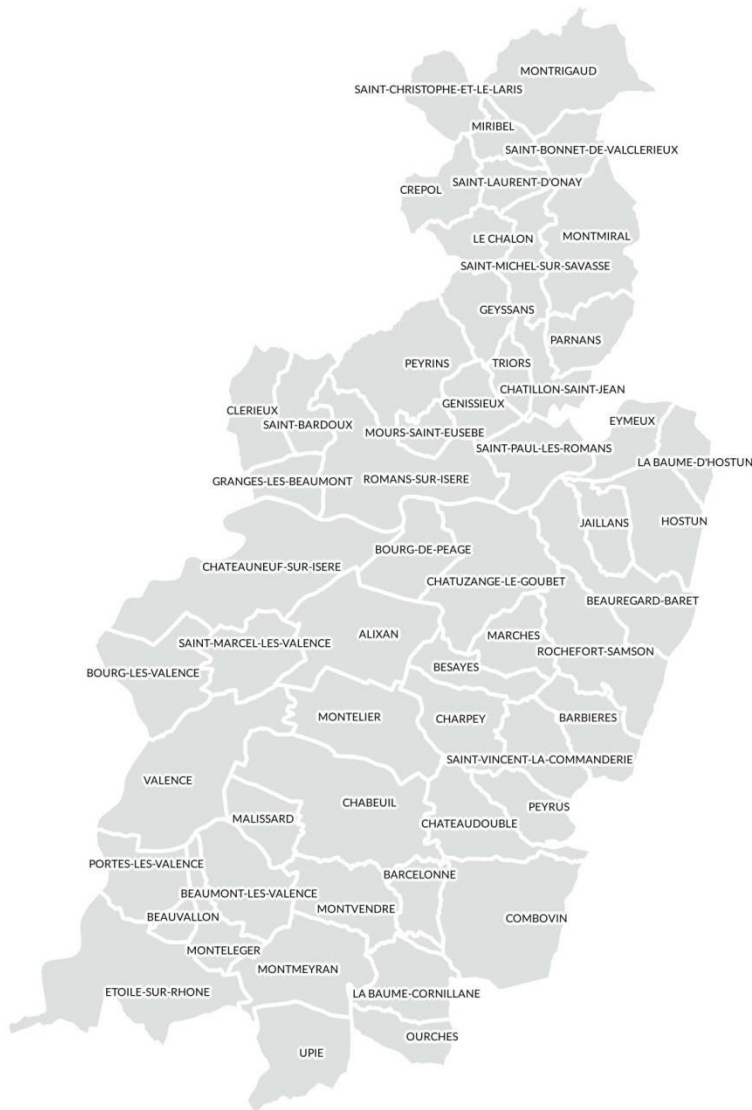 MONTRIGAUD
SAINT-CHRISTOPHE-ET-LE-LARIS
MIRIBEL
SAINT-BONNET-DE-VALCLERIEUX
SAINT-LAURENT-D'ONAY
CREPOL
LE CHALON
MONTMIRAL
SAINT-MICHEL-SUR-SAVASSE
GEYSSANS
PARNANS
PEYRINS
TRIORS
CHATILLON-SAINT-JEAN
GENISSIEUX
CLERIEUX
SAINT-BARDOUX
EYMEUX
MOURS-SAINT-EUSEBE
SAINT-PAUL-LES-ROMANS
LA BAUME-D'HOSTUN
GRANGES-LES-BEAUMONT
ROMANS-SUR-ISERE
JAILLANS
HOSTUN
BOURG-DE-PEAGE
CHATEAUNEUF-SUR-ISERE
CHATUZANGE-LE-GOUBET
BEAUREGARD-BARET
ALIXAN
MARCHES
SAINT-MARCEL-LES-VALENCE
ROCHEFORT-SAMSON
BESAYES
BOURG-LES-VALENCE
MONTELIER
CHARPEY
BARBIERES
SAINT-VINCENT-LA-COMMANDERIE
VALENCE
CHABEUIL
PEYRUS
MALISSARD
CHATEAUDOUBLE
PORTES-LES-VALENCE
BARCELONNE
BEAUMONT-LES-VALENCE
MONTVENDRE
BEAUVALLON
COMBOVIN
MONTELEGER
MONTMEYRAN
ETOILE-SUR-RHONE
LA BAUME-CORNILLANE
OURCHES
UPIE